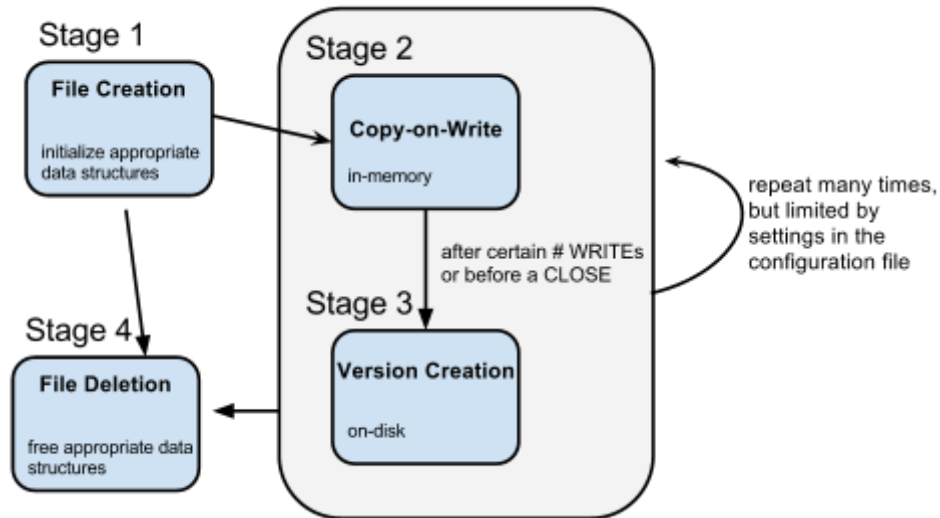 Stage 1
File Creation
initialize appropriate
data structures
Stage 2
Copy-on-Write
in-memory
after certain # WRITEs
or before a CLOSE
repeat many times,
but limited by
settings in the
configuration file
Stage 3
Version Creation
on-disk
Stage 4
File Deletion
free appropriate data
structures